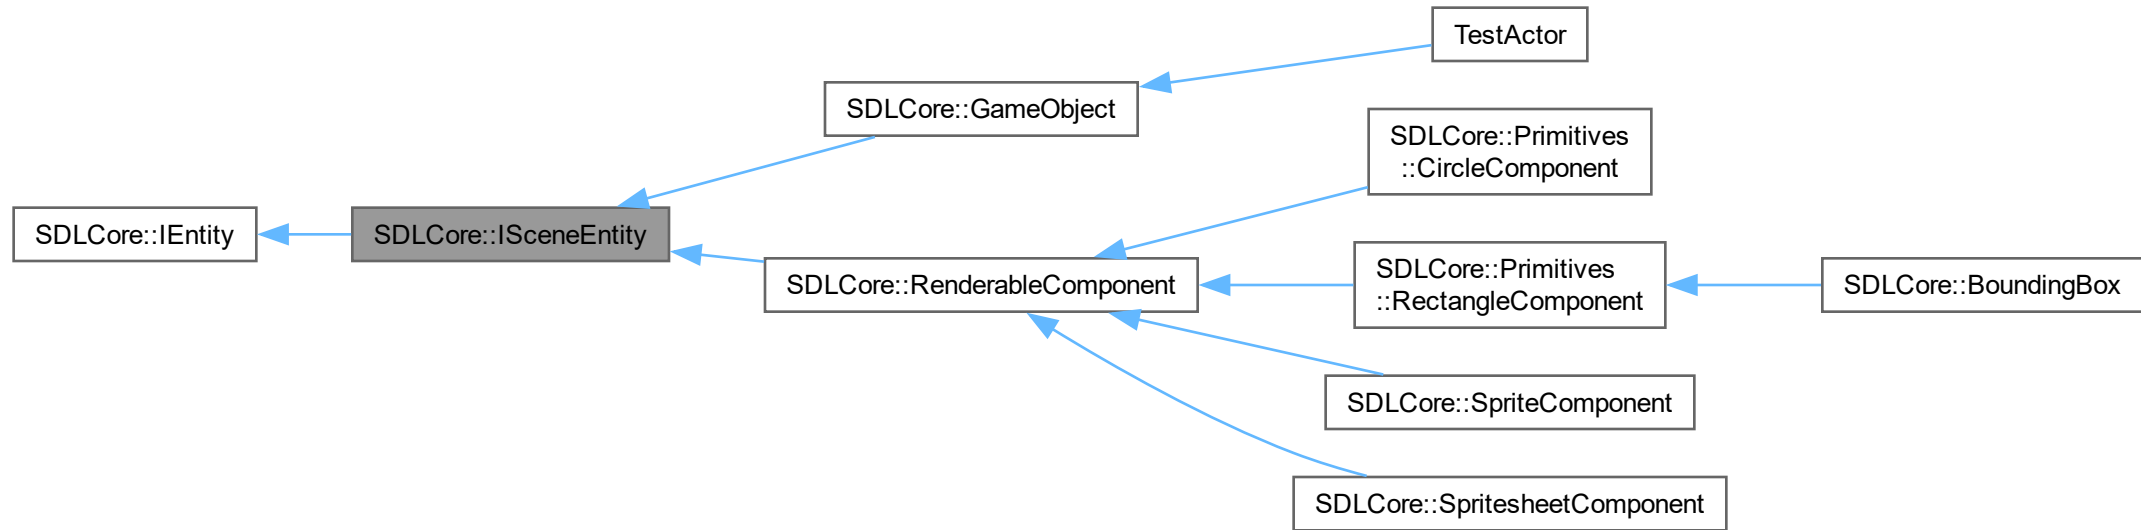 TestActor
SDLCore::GameObject
SDLCore::Primitives
::CircleComponent
SDLCore::IEntity
SDLCore::ISceneEntity
SDLCore::RenderableComponent
SDLCore::Primitives
::RectangleComponent
SDLCore::BoundingBox
SDLCore::SpriteComponent
SDLCore::SpritesheetComponent